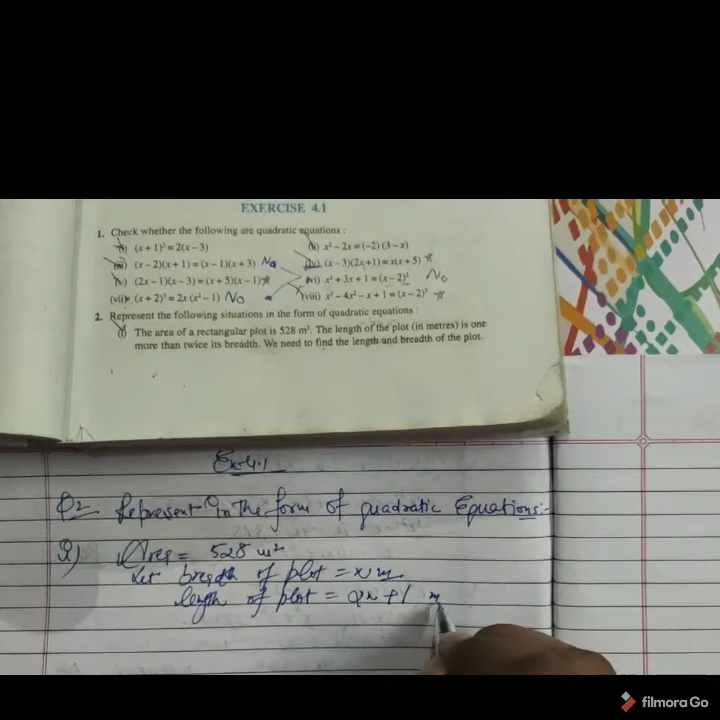 EXERCISE 4.1
1. Check whether the following are quadratic equations :
(i) (x + 1)² = 2(x – 3) (ii) x² – 2x = (–2) (3 – x)
(iii) (x – 2)(x + 1) = (x – 1)(x + 3) No (iv) (x – 3)(2x + 1) = x(x + 5)
(v) (2x – 1)(x – 3) = (x + 5)(x – 1) (vi) x² + 3x + 1 = (x – 2)² No
(vii) (x + 2)³ = 2x (x² – 1) No (viii) x³ – 4x² – x + 1 = (x – 2)³
2. Represent the following situations in the form of quadratic equations :
(i) The area of a rectangular plot is 528 m². The length of the plot (in metres) is one
more than twice its breadth. We need to find the length and breadth of the plot.
Ex-4.1
Q2 Represent in the form of quadratic Equations:-
Area = 528 m²
Let breadth of plot = x m
length of plot = 2x + 1 m
filmoraGo